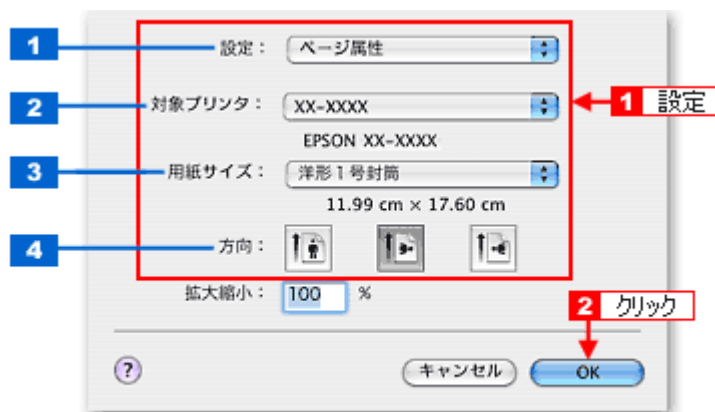 1 設定： ページ属性
2 対象プリンタ： XX-XXXX 1 設定
EPSON XX-XXXX
3 用紙サイズ： 洋形1号封筒
11.99 cm × 17.60 cm
4 方向：
拡大縮小： 100 %
2 クリック
? キャンセル OK